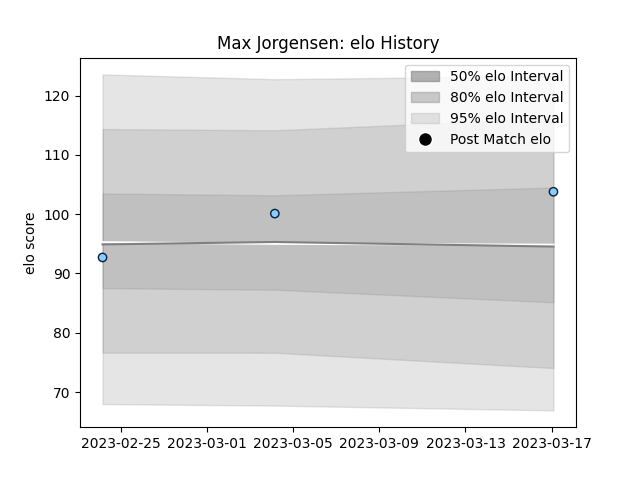 Max Jorgensen: elo History
50% elo Interval
80% elo Interval
95% elo Interval
Post Match elo
elo score
120
110
100
90
80
70
2023-02-25 2023-03-01 2023-03-05 2023-03-09 2023-03-13 2023-03-17